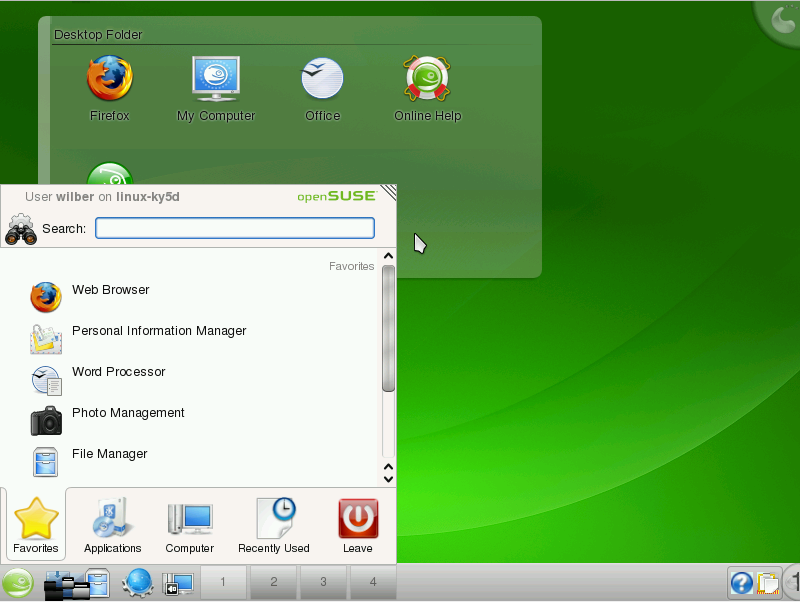 Desktop Folder
Firefox
My Computer
Office
Online Help
User wilber on linux-ky5d
openSUSE
Search:
Favorites
Web Browser
Personal Information Manager
Word Processor
Photo Management
File Manager
Favorites
Applications
Computer
Recently Used
Leave
1
2
3
4
1